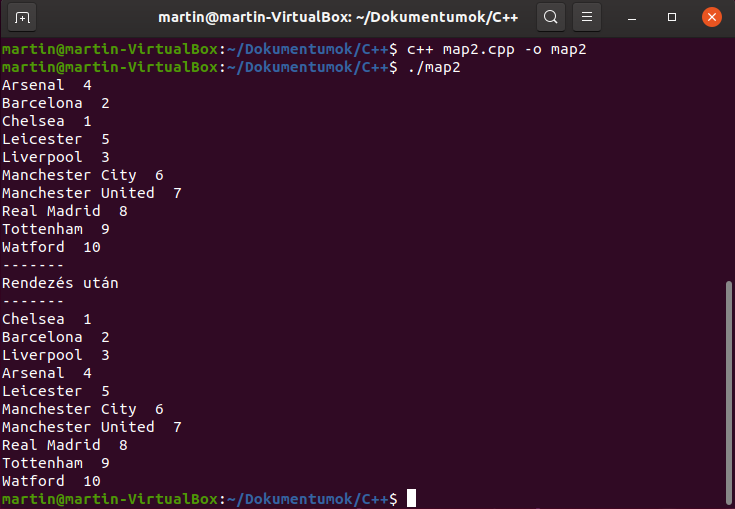 martin@martin-VirtualBox: ~/Dokumentumok/C++
martin@martin-VirtualBox:~/Dokumentumok/C++$ c++ map2.cpp -o map2
martin@martin-VirtualBox:~/Dokumentumok/C++$ ./map2
Arsenal  4
Barcelona  2
Chelsea  1
Leicester  5
Liverpool  3
Manchester City  6
Manchester United  7
Real Madrid  8
Tottenham  9
Watford  10
-------
Rendezés után
-------
Chelsea  1
Barcelona  2
Liverpool  3
Arsenal  4
Leicester  5
Manchester City  6
Manchester United  7
Real Madrid  8
Tottenham  9
Watford  10
martin@martin-VirtualBox:~/Dokumentumok/C++$